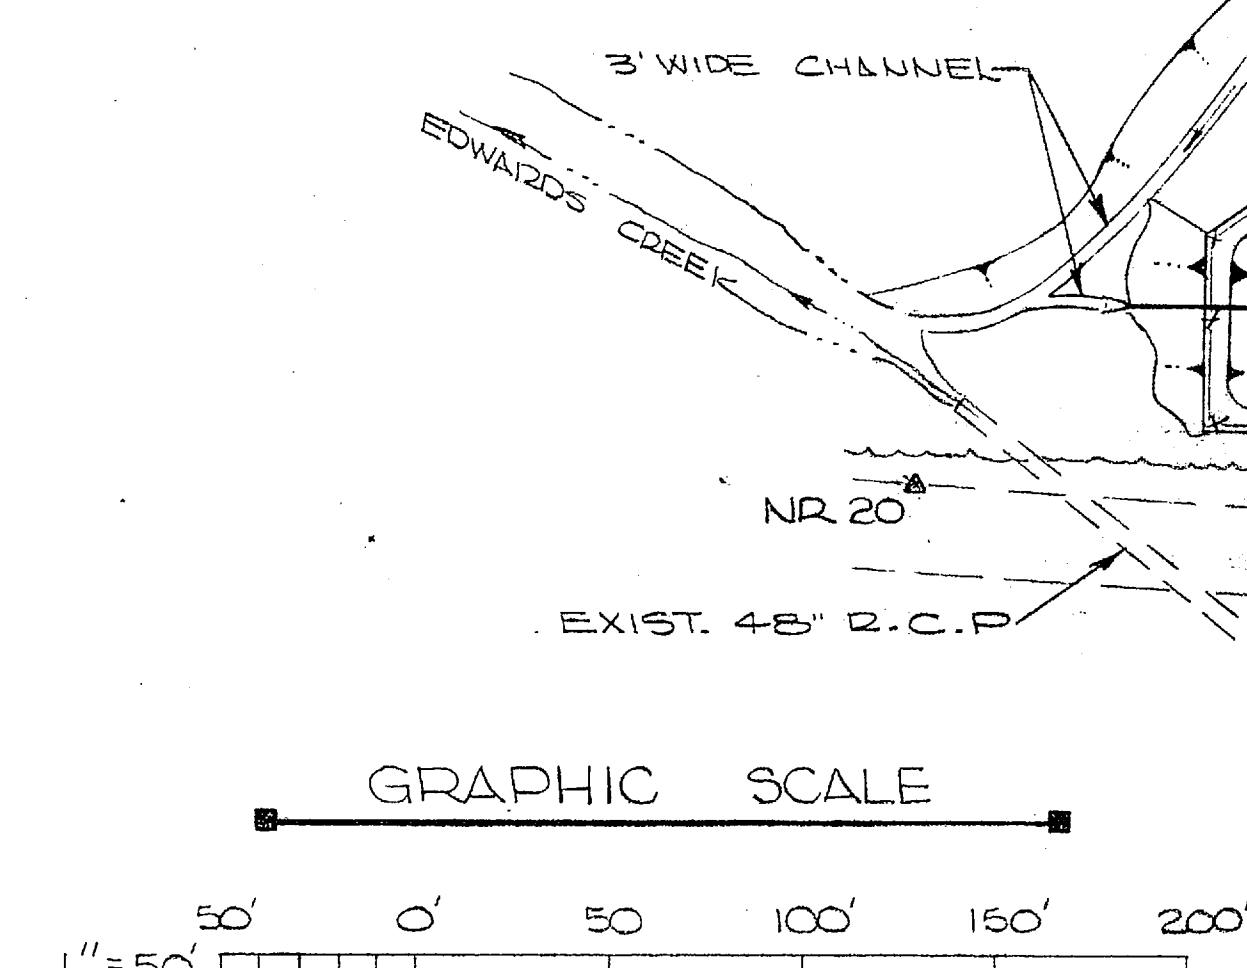 3' WIDE CHANNEL
EDWARDS CREEK
NR 20
EXIST. 48" R.C.P
GRAPHIC SCALE
50' 0' 50 100' 150' 200'
1"=50'